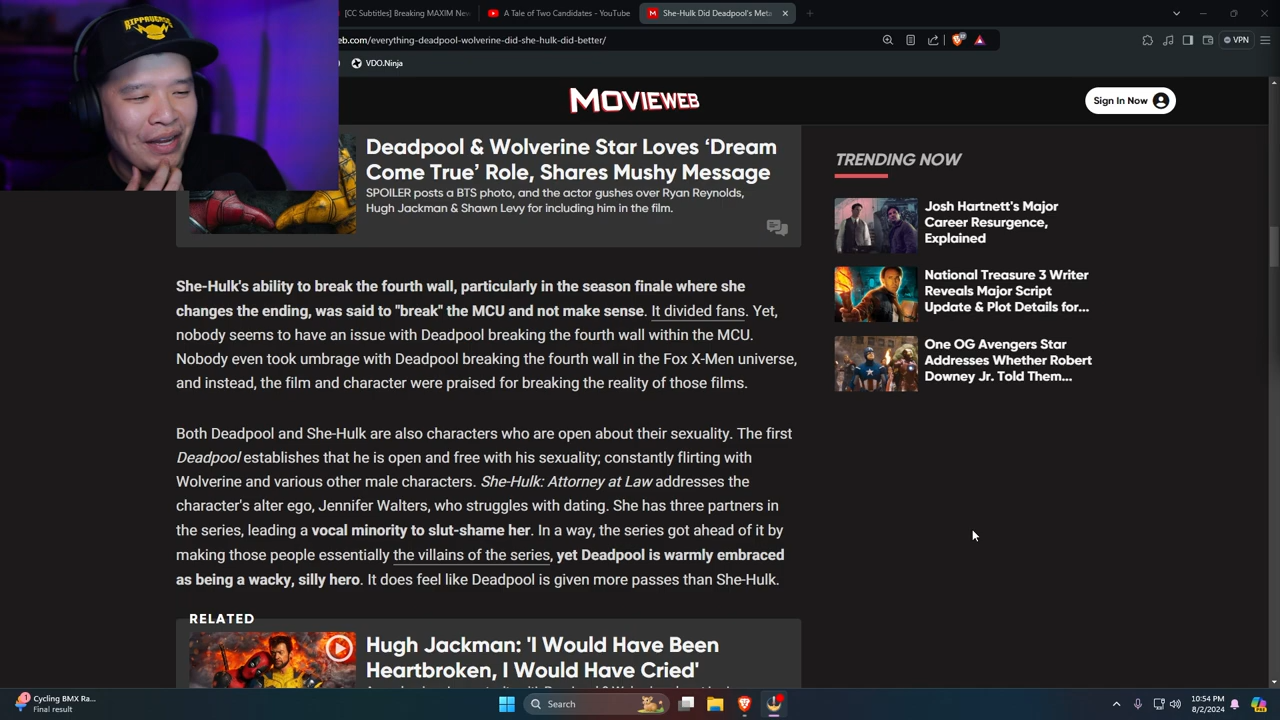 [CC Subtitles] Breaking MAXIM New
A Tale of Two Candidates - YouTube
She-Hulk Did Deadpool's Meta
eb.com/everything-deadpool-wolverine-did-she-hulk-did-better/
VPN
VDO.Ninja
MOVIEWEB
Sign In Now
Deadpool & Wolverine Star Loves ‘Dream
Come True’ Role, Shares Mushy Message
SPOILER posts a BTS photo, and the actor gushes over Ryan Reynolds,
Hugh Jackman & Shawn Levy for including him in the film.
She-Hulk's ability to break the fourth wall, particularly in the season finale where she
changes the ending, was said to "break" the MCU and not make sense. It divided fans. Yet,
nobody seems to have an issue with Deadpool breaking the fourth wall within the MCU.
Nobody even took umbrage with Deadpool breaking the fourth wall in the Fox X-Men universe,
and instead, the film and character were praised for breaking the reality of those films.
Both Deadpool and She-Hulk are also characters who are open about their sexuality. The first
Deadpool establishes that he is open and free with his sexuality; constantly flirting with
Wolverine and various other male characters. She-Hulk: Attorney at Law addresses the
character's alter ego, Jennifer Walters, who struggles with dating. She has three partners in
the series, leading a vocal minority to slut-shame her. In a way, the series got ahead of it by
making those people essentially the villains of the series, yet Deadpool is warmly embraced
as being a wacky, silly hero. It does feel like Deadpool is given more passes than She-Hulk.
RELATED
Hugh Jackman: 'I Would Have Been
Heartbroken, I Would Have Cried'
TRENDING NOW
Josh Hartnett's Major
Career Resurgence,
Explained
National Treasure 3 Writer
Reveals Major Script
Update & Plot Details for...
One OG Avengers Star
Addresses Whether Robert
Downey Jr. Told Them...
Cycling BMX Ra...
Final result
Search
10:54 PM
8/2/2024